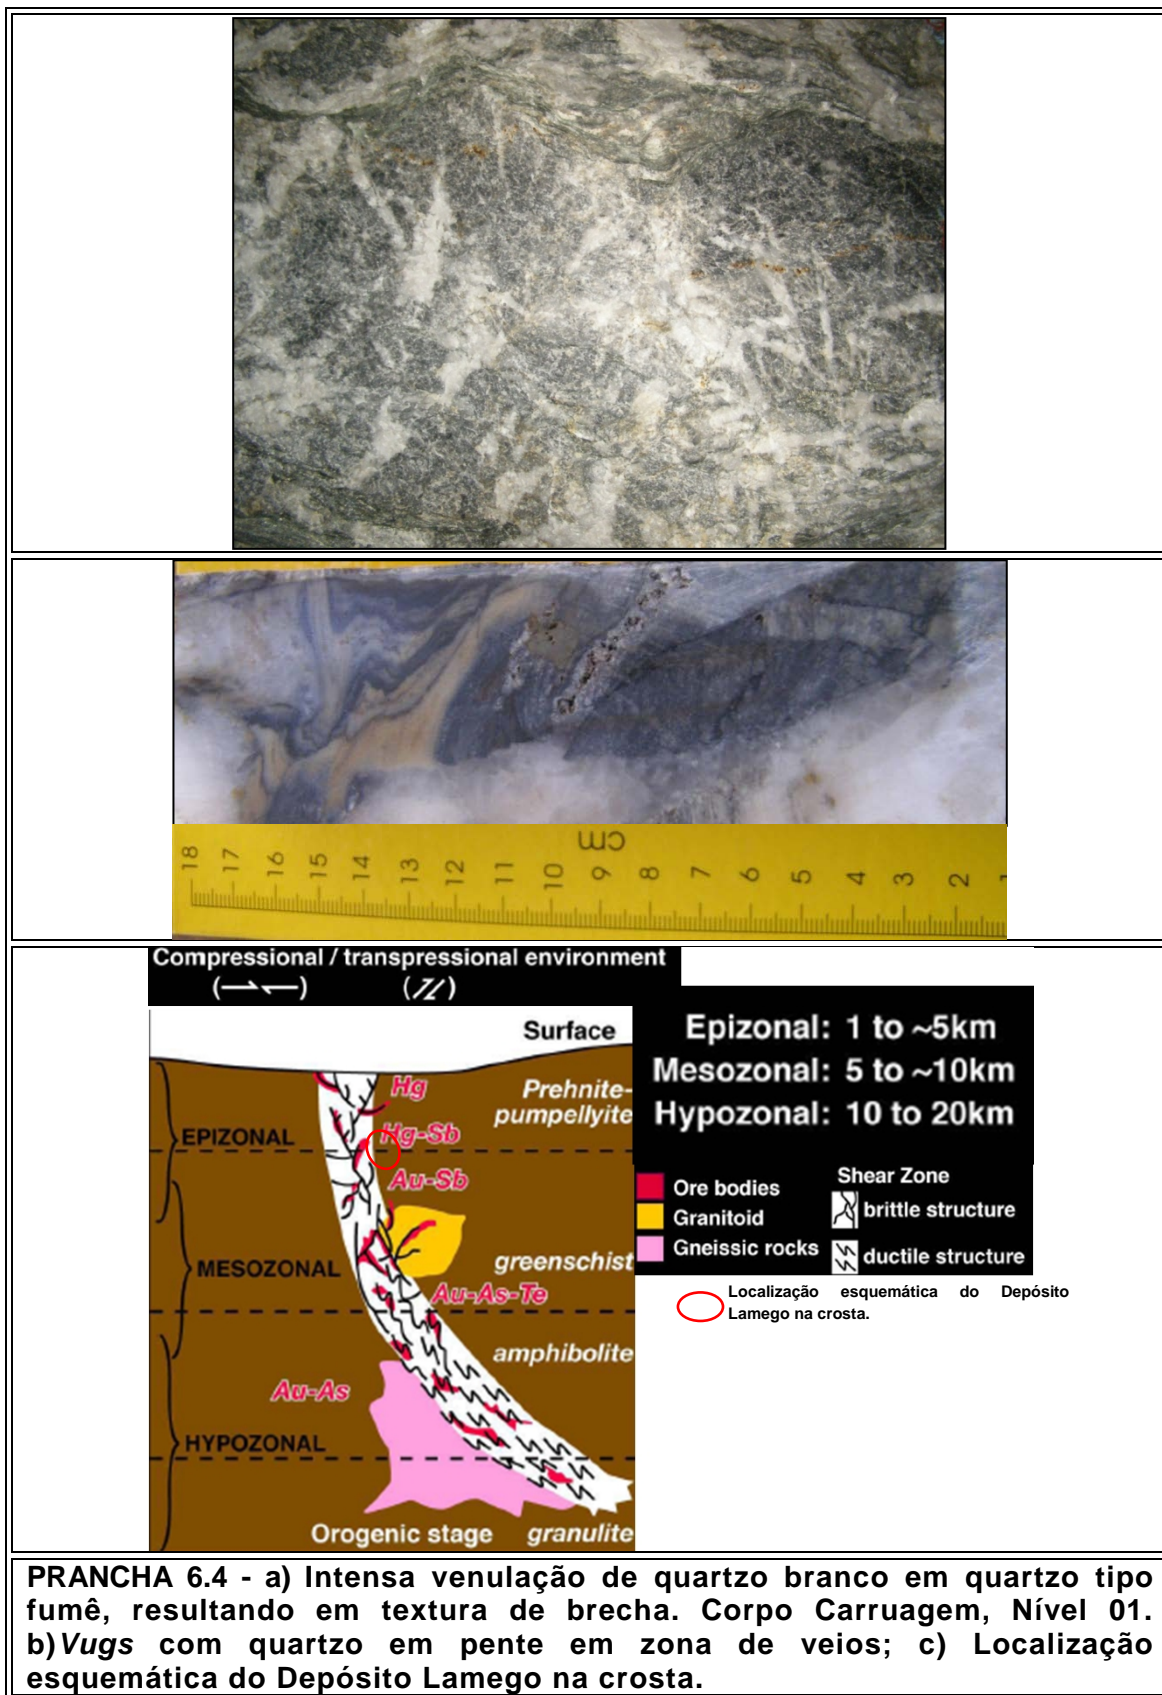 cm
18 17 16 15 14 13 12 11 10 9 8 7 6 5 4 3 2 1
Compressional / transpressional environment
Surface
Epizonal: 1 to ~5km
Mesozonal: 5 to ~10km
Hypozonal: 10 to 20km
Hg
Prehnite-
pumpellyite
EPIZONAL
Hg-Sb
Au-Sb
Shear Zone
Ore bodies
brittle structure
Granitoid
Gneissic rocks
ductile structure
MESOZONAL
greenschist
Au-As-Te
Localização esquemática do Depósito
Lamego na crosta.
amphibolite
Au-As
HYPOZONAL
Orogenic stage
granulite
PRANCHA 6.4 - a) Intensa venulação de quartzo branco em quartzo tipo
fumê, resultando em textura de brecha. Corpo Carruagem, Nível 01.
b) Vugs com quartzo em pente em zona de veios; c) Localização
esquemática do Depósito Lamego na crosta.